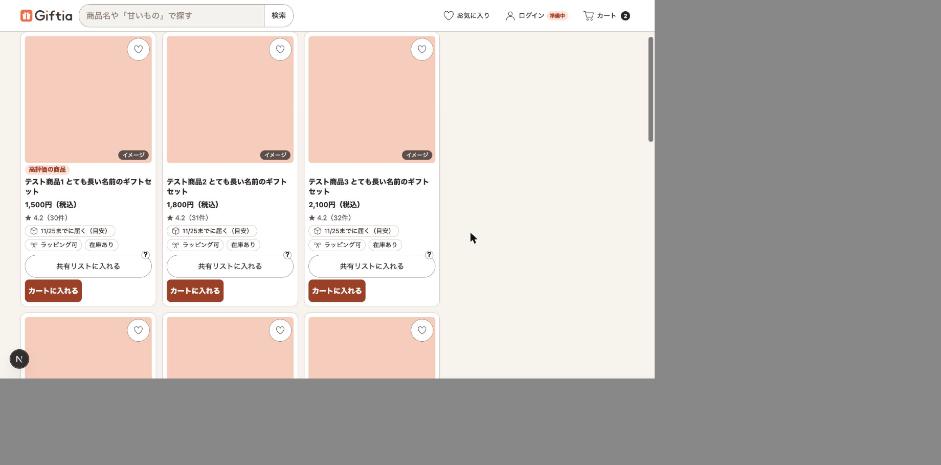 Giftia
商品名や「甘いもの」で探す
検索
お気に入り
ログイン 準備中
カート 2
イメージ
イメージ
イメージ
高評価の商品
テスト商品1 とても長い名前のギフトセ
ット
1,500円（税込）
★ 4.2（30件）
11/25までに届く（目安）
ラッピング可
在庫あり
?
共有リストに入れる
カートに入れる
テスト商品2 とても長い名前のギフト
セット
1,800円（税込）
★ 4.2（31件）
11/25までに届く（目安）
ラッピング可
在庫あり
?
共有リストに入れる
カートに入れる
テスト商品3 とても長い名前のギフト
セット
2,100円（税込）
★ 4.2（32件）
11/25までに届く（目安）
ラッピング可
在庫あり
?
共有リストに入れる
カートに入れる
N